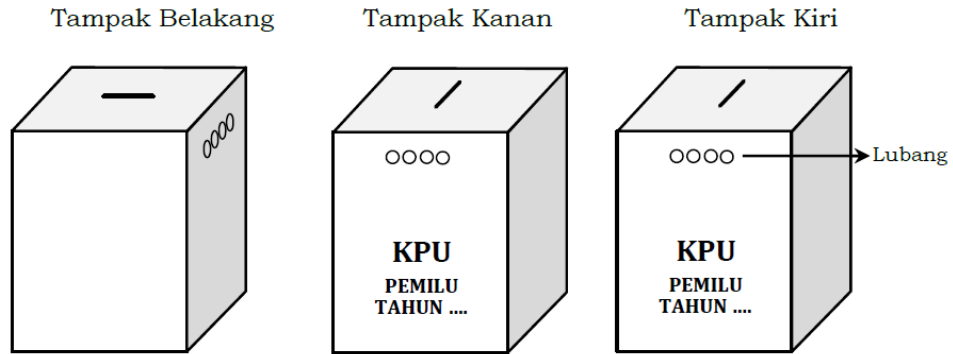 Tampak Belakang
Tampak Kanan
Tampak Kiri
Lubang
KPU
PEMILU
TAHUN ....
KPU
PEMILU
TAHUN ....